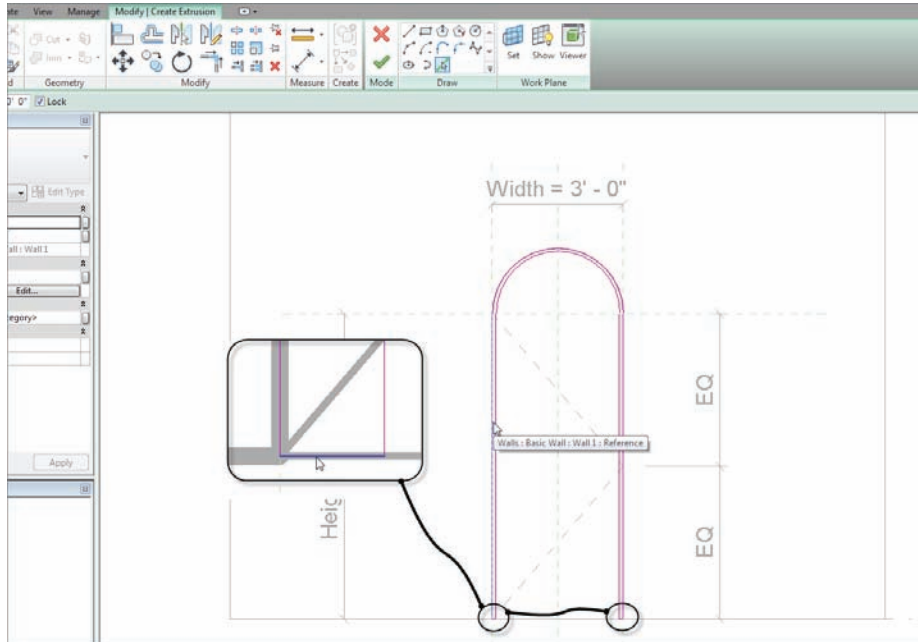 View Manage Modify | Create Extrusion
Cut
Join
Set Show Viewer
Geometry Modify Measure Create Mode Draw Work Plane
0' 0" Lock
Edit Type
all : Wall 1
Edit...
egory>
Apply
Width = 3' - 0"
EQ
Walls : Basic Wall : Wall 1 : Reference
Heig
EQ